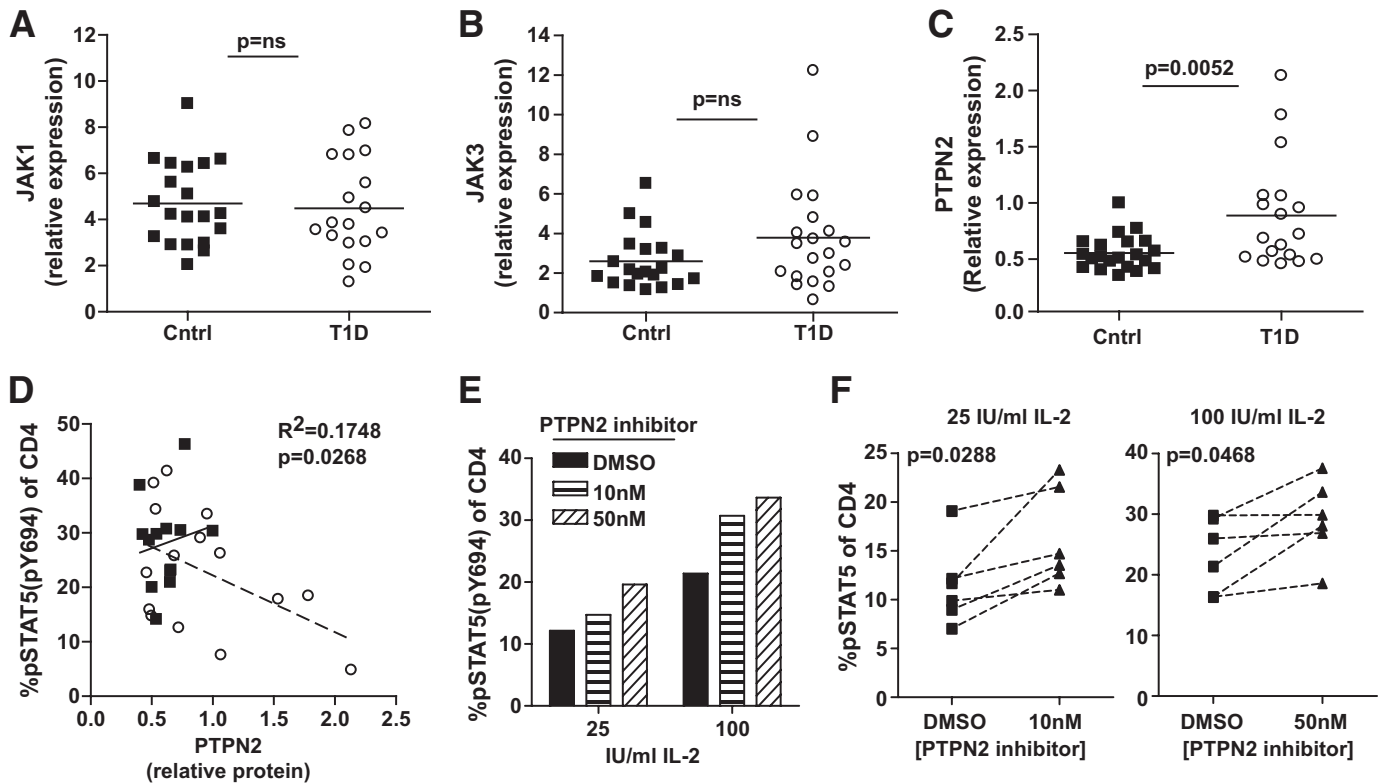 A
JAK1
(relative expression)
12
10
8
6
4
2
0
p=ns
Cntrl
T1D
B
JAK3
(relative expression)
14
12
10
8
6
4
2
0
p=ns
Cntrl
T1D
C
PTPN2
(Relative expression)
2.5
2.0
1.5
1.0
0.5
0.0
p=0.0052
Cntrl
T1D
D
%pSTAT5(pY694) of CD4
50
40
30
20
10
0
R2=0.1748
p=0.0268
0.0
0.5
1.0
1.5
2.0
2.5
PTPN2
(relative protein)
E
%pSTAT5(pY694) of CD4
40
30
20
10
0
PTPN2 inhibitor
DMSO
10nM
50nM
25
100
IU/ml IL-2
F
%pSTAT5 of CD4
25 IU/ml IL-2
25
20
15
10
5
0
p=0.0288
DMSO
10nM
[PTPN2 inhibitor]
100 IU/ml IL-2
40
30
20
10
0
p=0.0468
DMSO
50nM
[PTPN2 inhibitor]